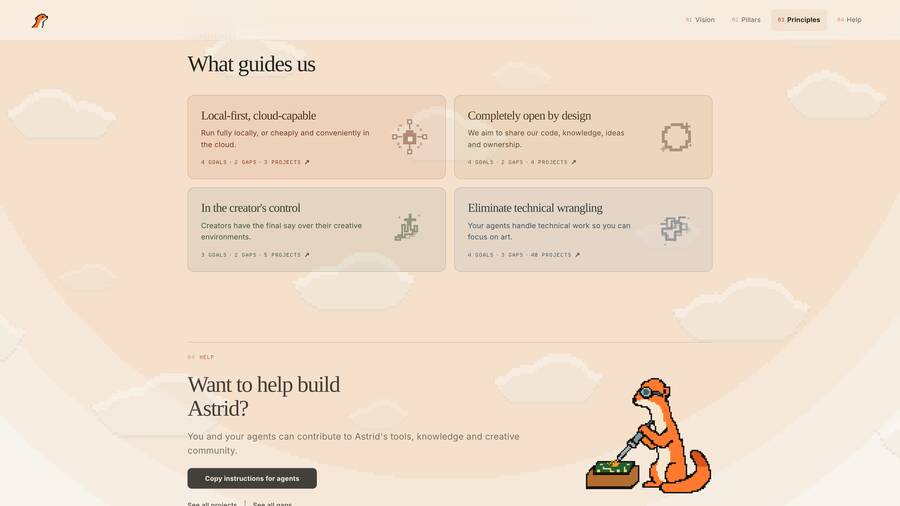 01 Vision
02 Pillars
03 Principles
04 Help
What guides us
Local-first, cloud-capable
Run fully locally, or cheaply and conveniently in
the cloud.
4 GOALS · 2 GAPS · 3 PROJECTS ↗
Completely open by design
We aim to share our code, knowledge, ideas
and ownership.
4 GOALS · 2 GAPS · 4 PROJECTS ↗
In the creator's control
Creators have the final say over their creative
environments.
3 GOALS · 2 GAPS · 5 PROJECTS ↗
Eliminate technical wrangling
Your agents handle technical work so you can
focus on art.
4 GOALS · 3 GAPS · 40 PROJECTS ↗
04 HELP
Want to help build
Astrid?
You and your agents can contribute to Astrid's tools, knowledge and creative
community.
Copy instructions for agents
See all projects | See all gaps